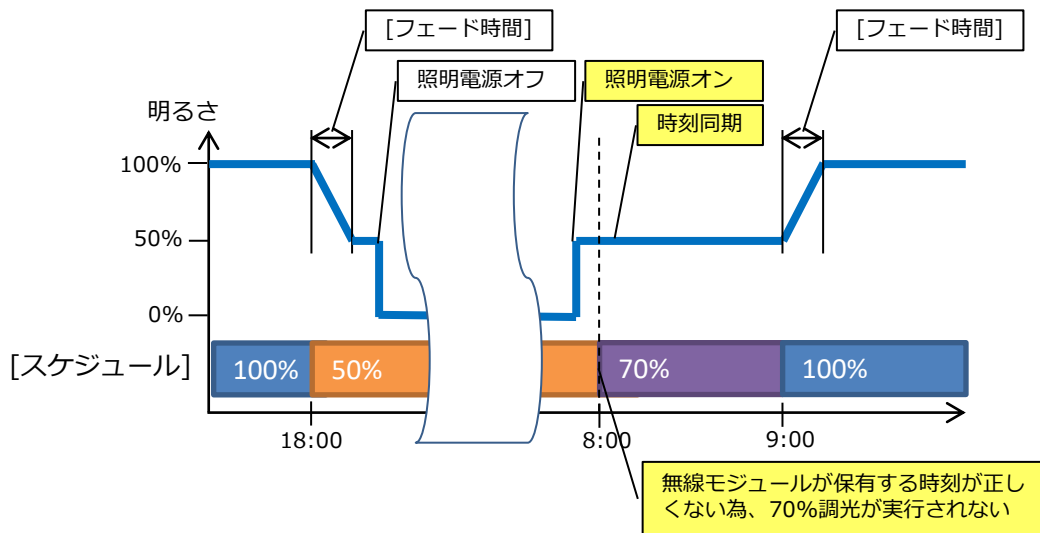 [フェード時間]
[フェード時間]
照明電源オフ
照明電源オン
時刻同期
明るさ
100%
50%
0%
[スケジュール]
100%
50%
70%
100%
18:00
8:00
9:00
無線モジュールが保有する時刻が正し
くない為、70%調光が実行されない